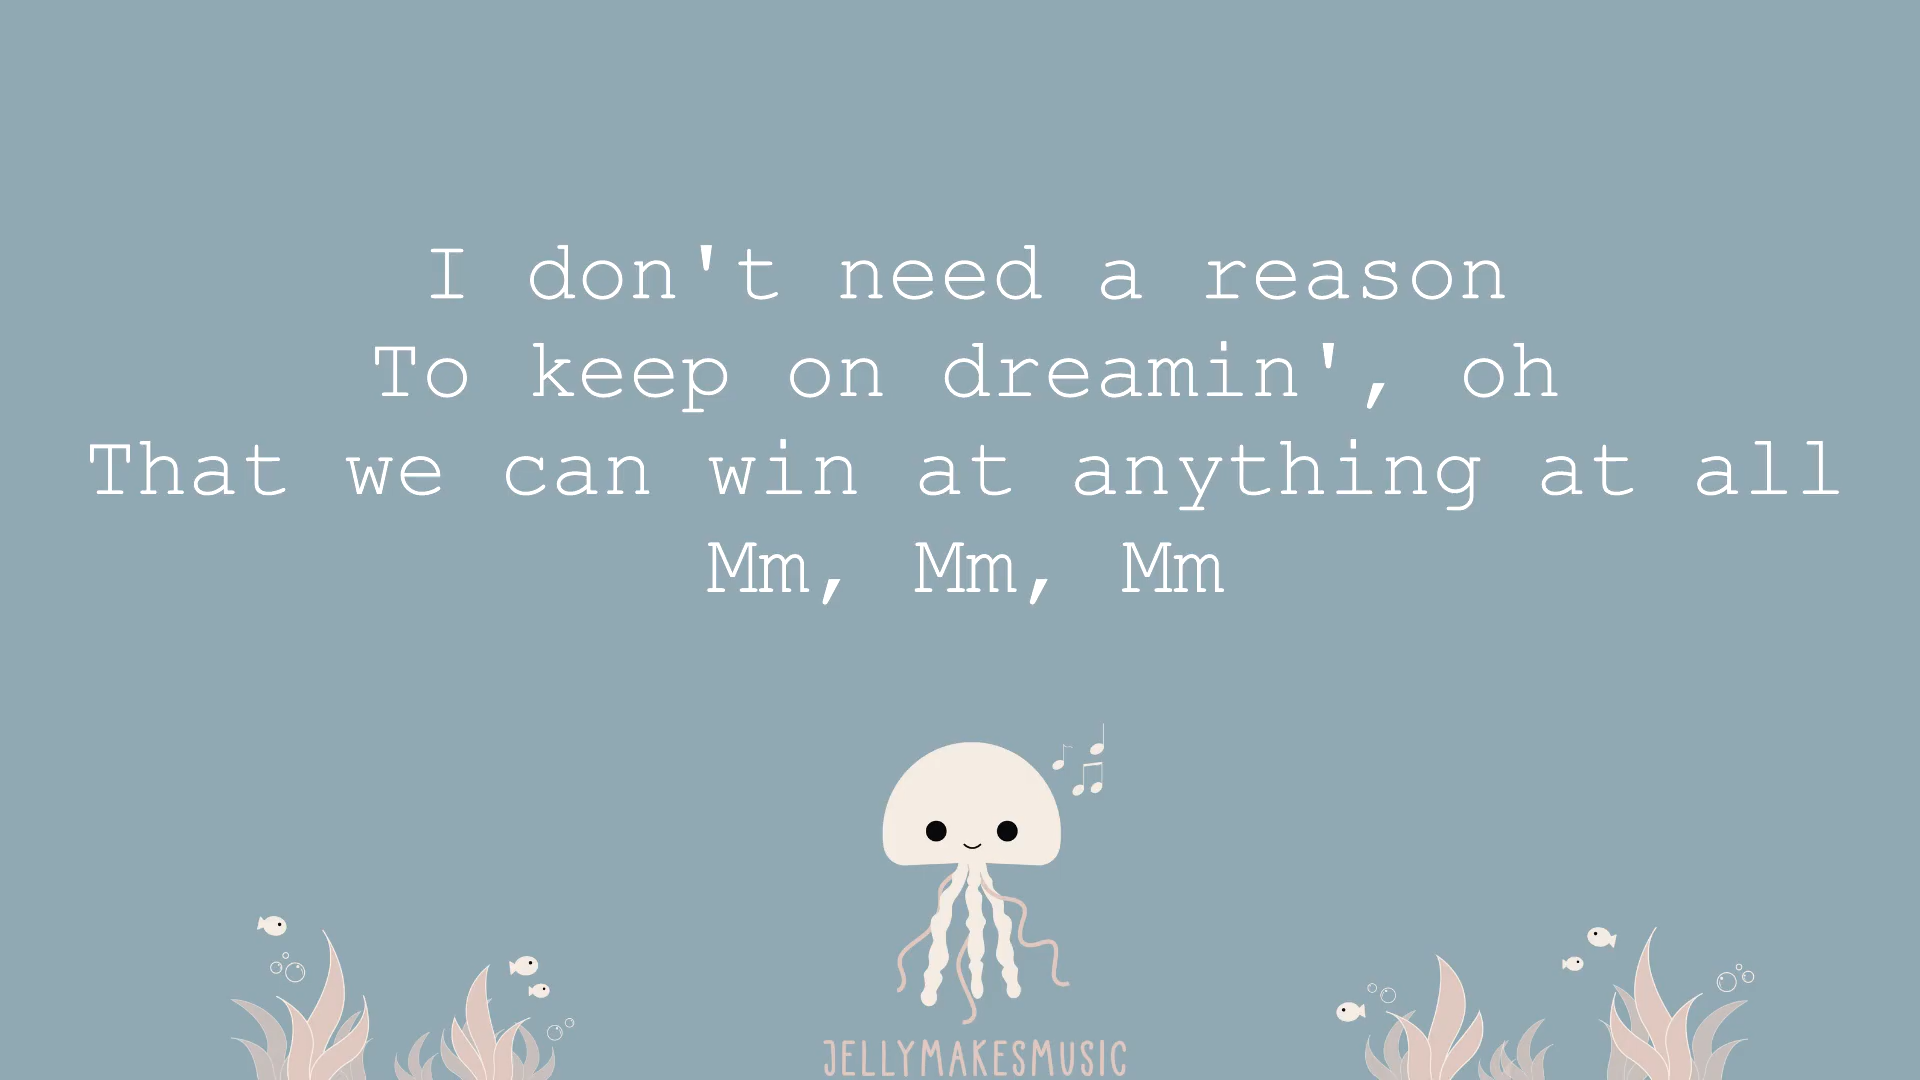 I don't need a reason
To keep on dreamin', oh
That we can win at anything at all
Mm, Mm, Mm
JELLYMAKESMUSIC